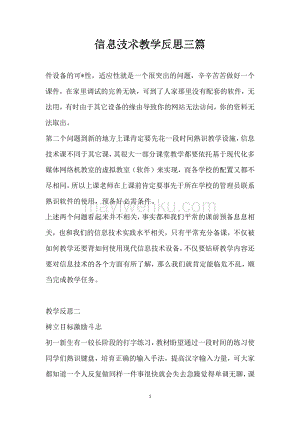 信息技术教学反思三篇
件设备的可*性，适应性就是一个很突出的问题，辛辛苦苦做好一个
课件，在家里调试的完善无缺，可到了人家那里没有配套的软件，无
法用，有时由于其它设备的缘由导致你的网站无法访问，你的资料无
法取出。
第二个问题到新的地方上课肯定要先花一段时间熟识教学设施，信息
技术课不同于其它课，其很大一部分课堂教学都要依托基于现代化多
媒体网络机教室的虚拟教室（软件）来实现，而各学校的配置又都不
尽相同，所以上课老师在上课前肯定要事先于所在学校的管理员联系
熟识软件的使用，预备好必需条件。
上述两个问题看起来并不相关，事实都和我们平常的课前预备息息相
关，也和我们的信息技术实践水平相关，只有平常充分备课，不仅被
如何教学还要背如何使用现代信息技术设备，不仅要钻研教学内容还
要对信息技术的各个方面有所了解，那么我们就肯定能临危不乱，顺
当完成教学任务。
mayiwenku.com
教学反思二
树立目标激励斗志
初一新生有一较长阶段的打字练习，教材盼望通过一段时间的练习使
同学们熟识键盘，培育正确的输入手法，提高汉字输入力量，可大家
都知道一个人反复做同样一件事很快就会失去急躁觉得单调无聊，课
1